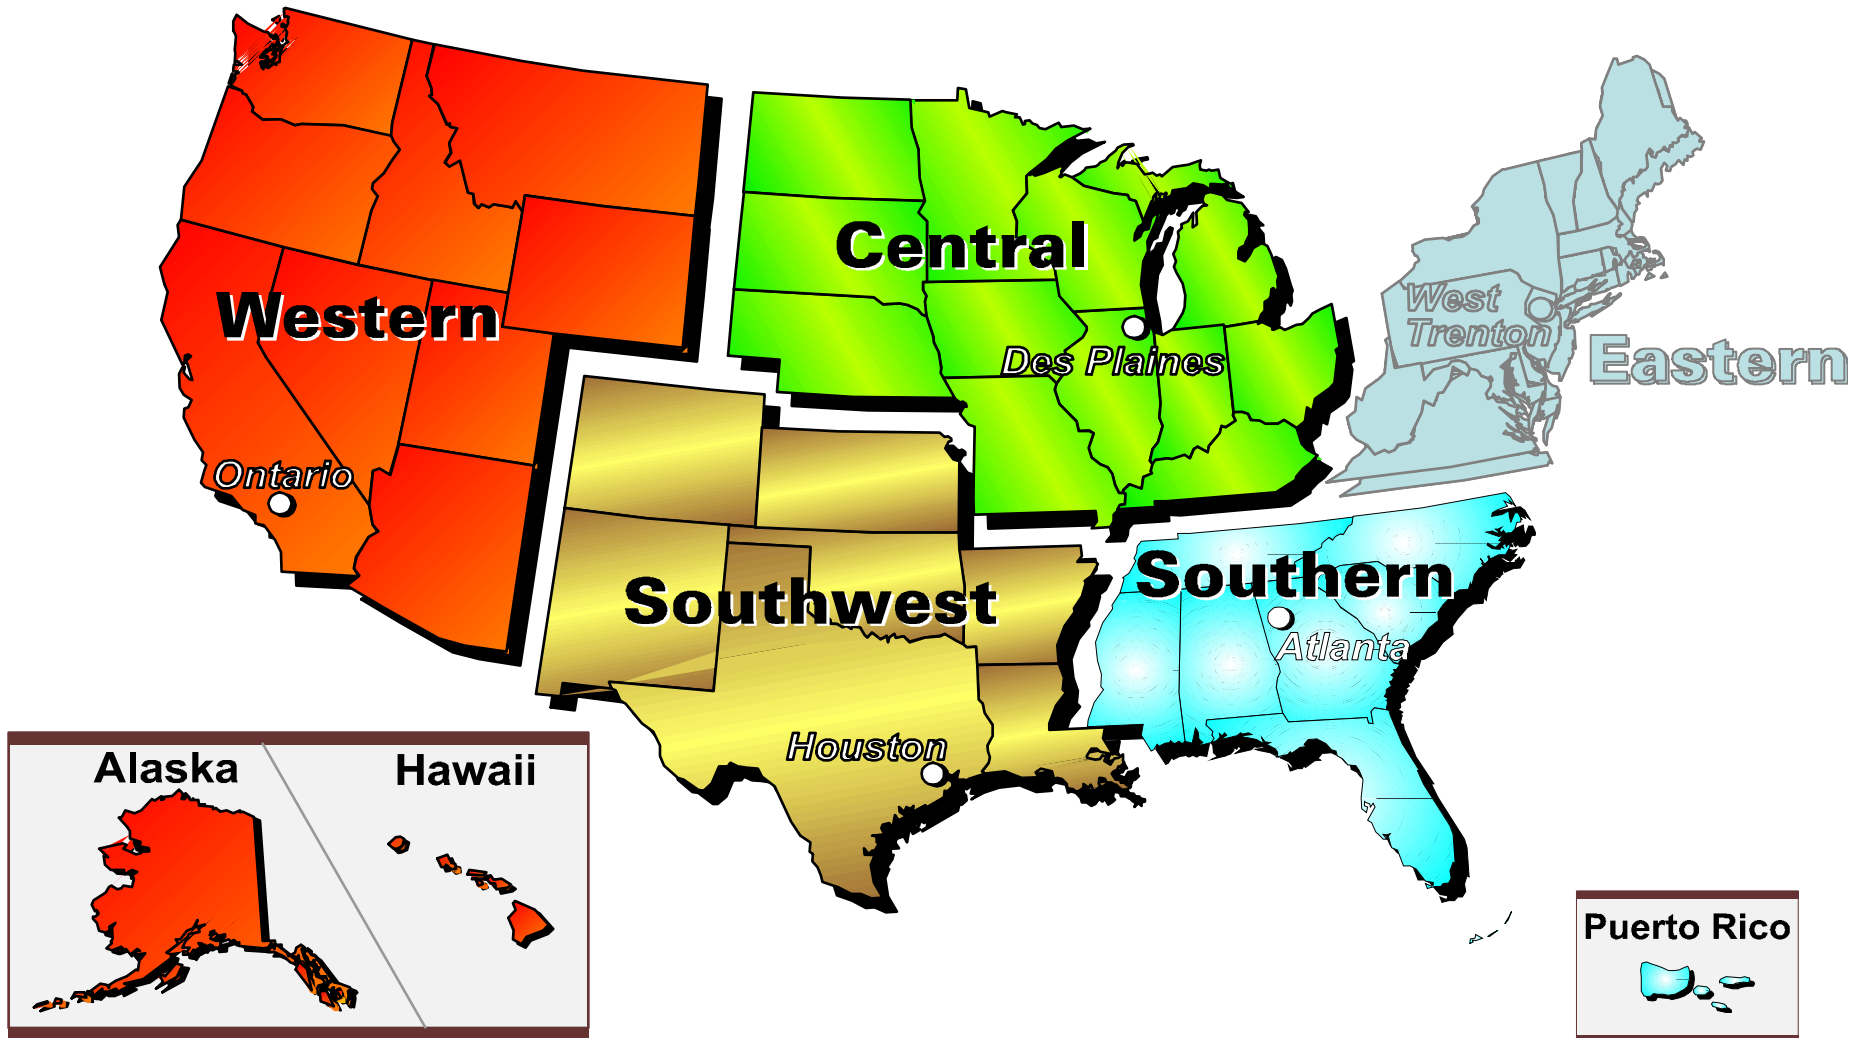 Western
Ontario
Central
Des Plaines
West
Trenton
Eastern
Southwest
Houston
Southern
Atlanta
Alaska
Hawaii
Puerto Rico